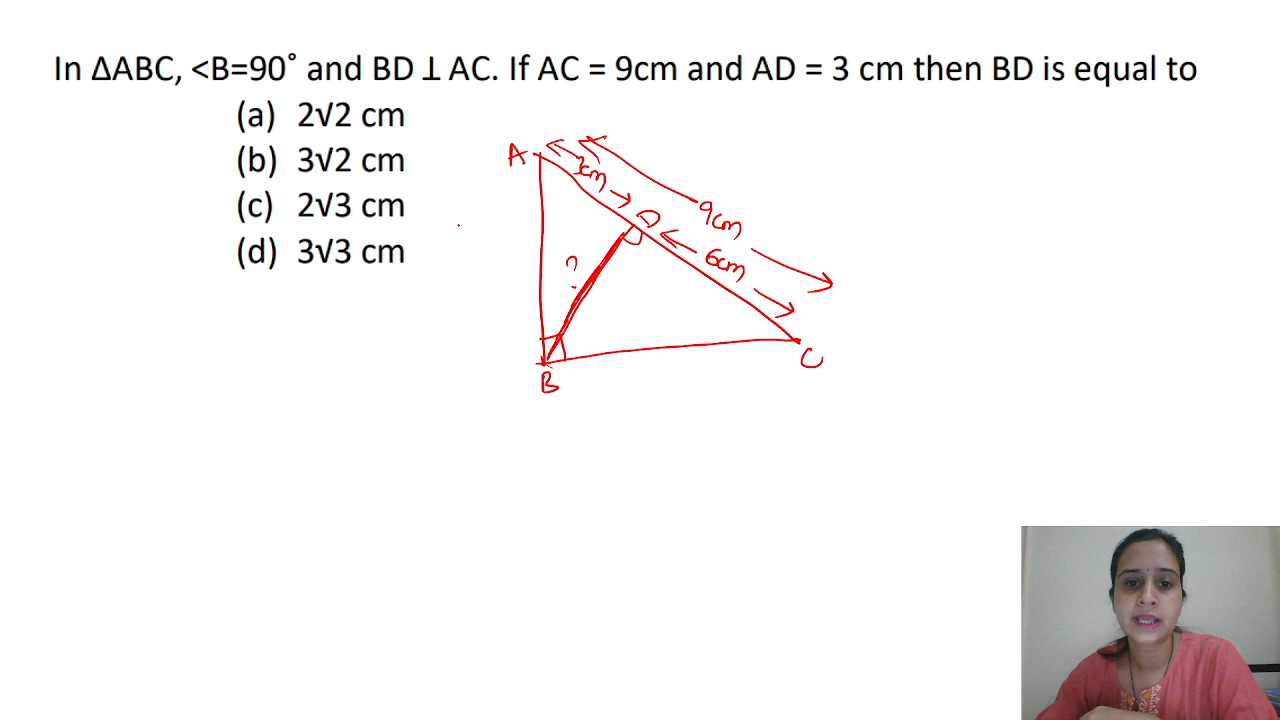 In ΔABC, <B=90˚ and BD ⊥ AC. If AC = 9cm and AD = 3 cm then BD is equal to
(a) 2√2 cm
(b) 3√2 cm
(c) 2√3 cm
(d) 3√3 cm
A
3cm
9cm
D
6cm
?
C
B